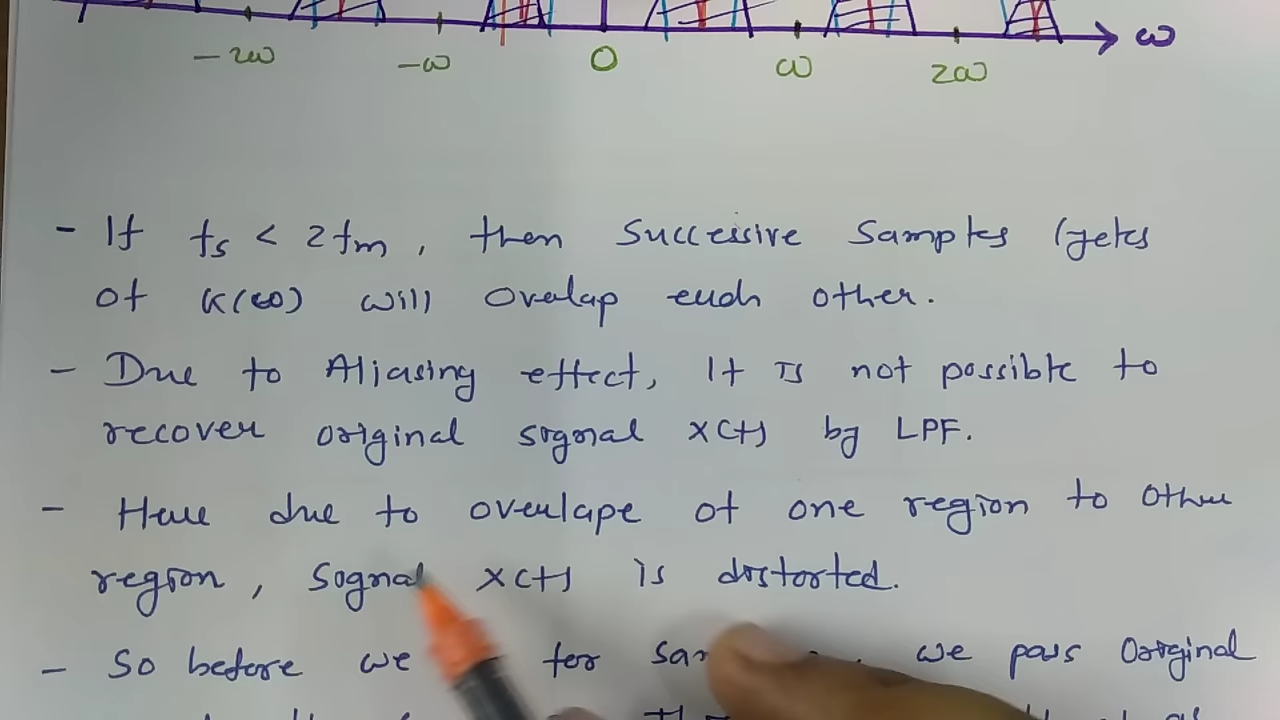 -2ω -ω 0 ω 2ω ω
- If fs < 2fm, then Successive Samples
of will Ovelap each other.
- Due to Aliasing effect, It Is not possible to
recover original signal x(t) by LPF.
- Here due to overlape of one region to other
region, Signal x(t) is distorted.
- So before we for we pass Original